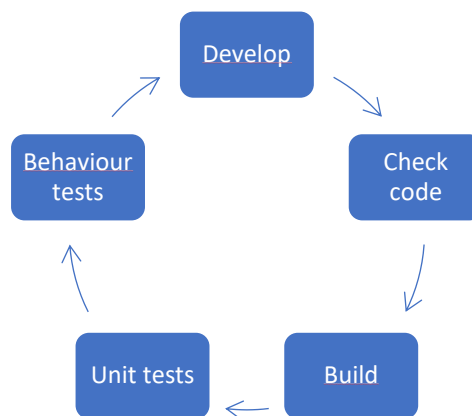 Develop
Check
code
Build
Unit tests
Behaviour
tests